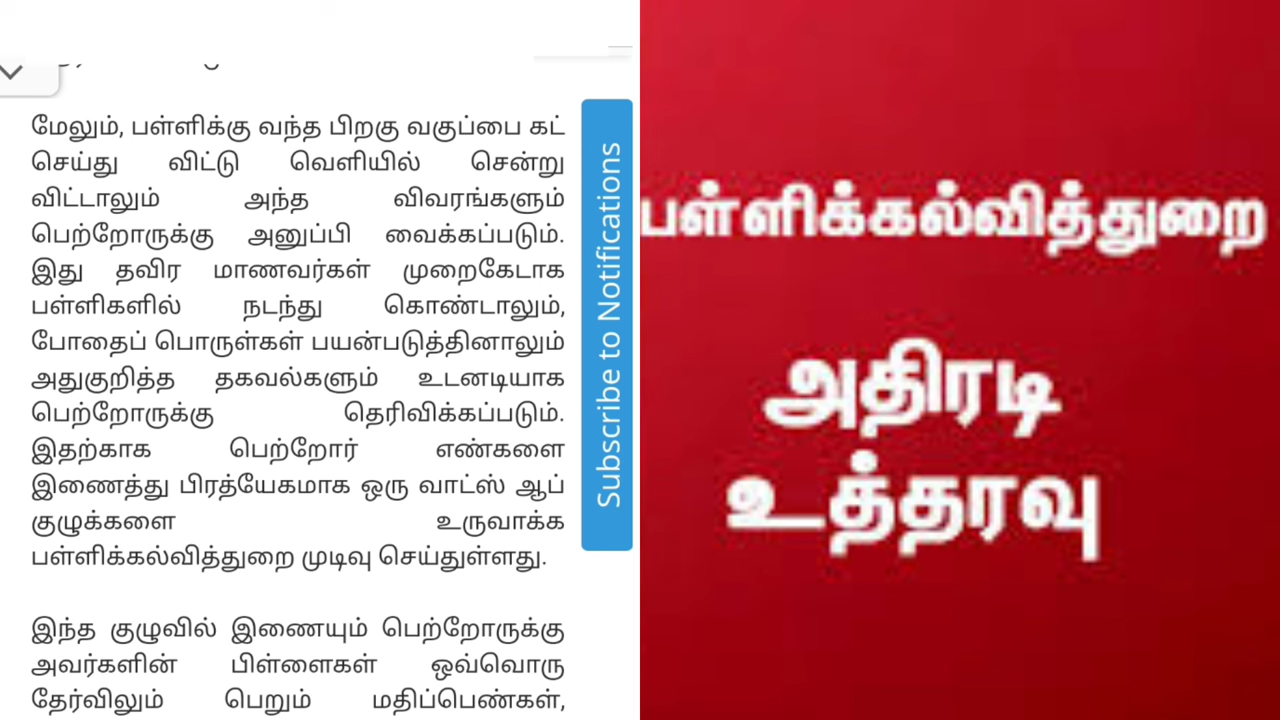 மேலும், பள்ளிக்கு வந்த பிறகு வகுப்பை கட்
செய்து விட்டு வெளியில் சென்று
விட்டாலும் அந்த விவரங்களும்
பெற்றோருக்கு அனுப்பி வைக்கப்படும்.
இது தவிர மாணவர்கள் முறைகேடாக
பள்ளிகளில் நடந்து கொண்டாலும்,
போதைப் பொருள்கள் பயன்படுத்தினாலும்
அதுகுறித்த தகவல்களும் உடனடியாக
பெற்றோருக்கு தெரிவிக்கப்படும்.
இதற்காக பெற்றோர் எண்களை
இணைத்து பிரத்யேகமாக ஒரு வாட்ஸ் ஆப்
குழுக்களை உருவாக்க
பள்ளிக்கல்வித்துறை முடிவு செய்துள்ளது.
இந்த குழுவில் இணையும் பெற்றோருக்கு
அவர்களின் பிள்ளைகள் ஒவ்வொரு
தேர்விலும் பெறும் மதிப்பெண்கள்,
Subscribe to Notifications
பள்ளிக்கல்வித்துறை
அதிரடி
உத்தரவு